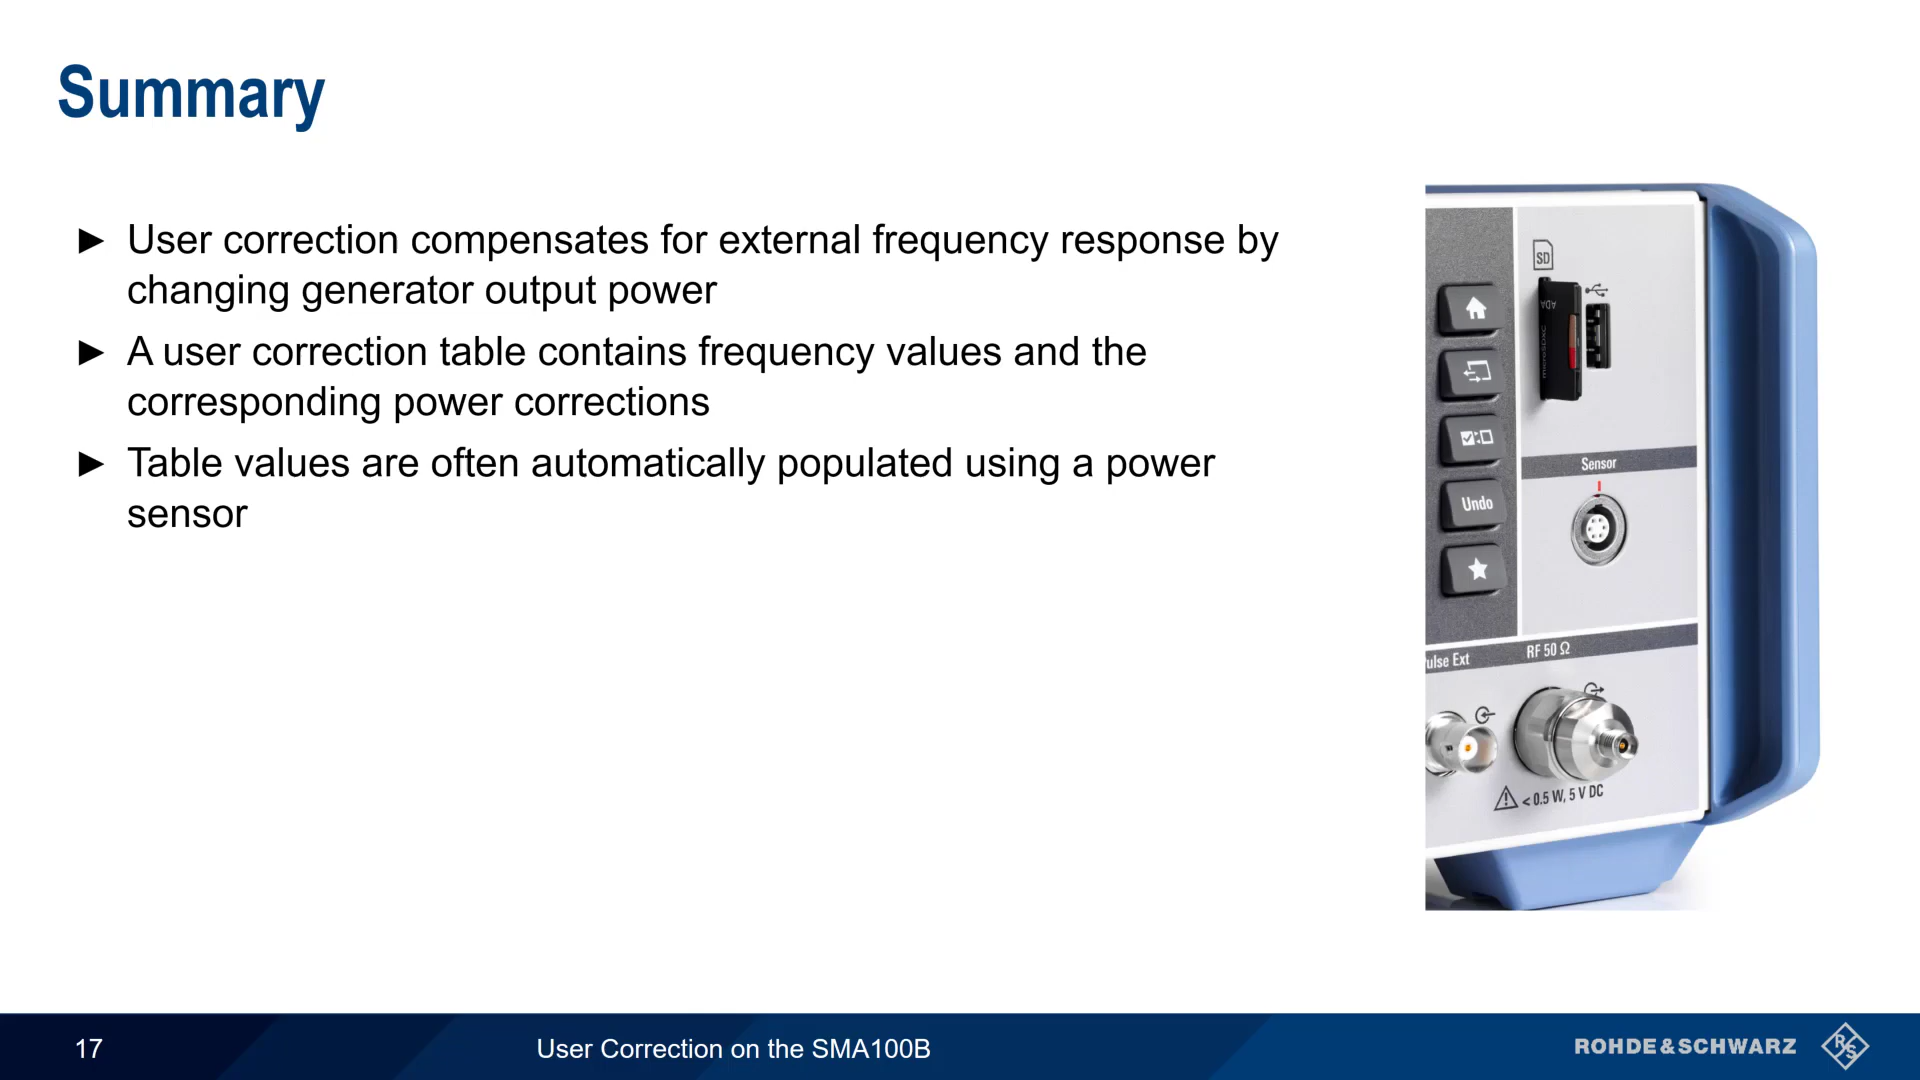 Summary
► User correction compensates for external frequency response by
changing generator output power
► A user correction table contains frequency values and the
corresponding power corrections
► Table values are often automatically populated using a power
sensor
SD
ADA
microSDXC
Sensor
Undo
ulse Ext
RF 50 Ω
< 0.5 W, 5 V DC
17
User Correction on the SMA100B
ROHDE&SCHWARZ
R&S